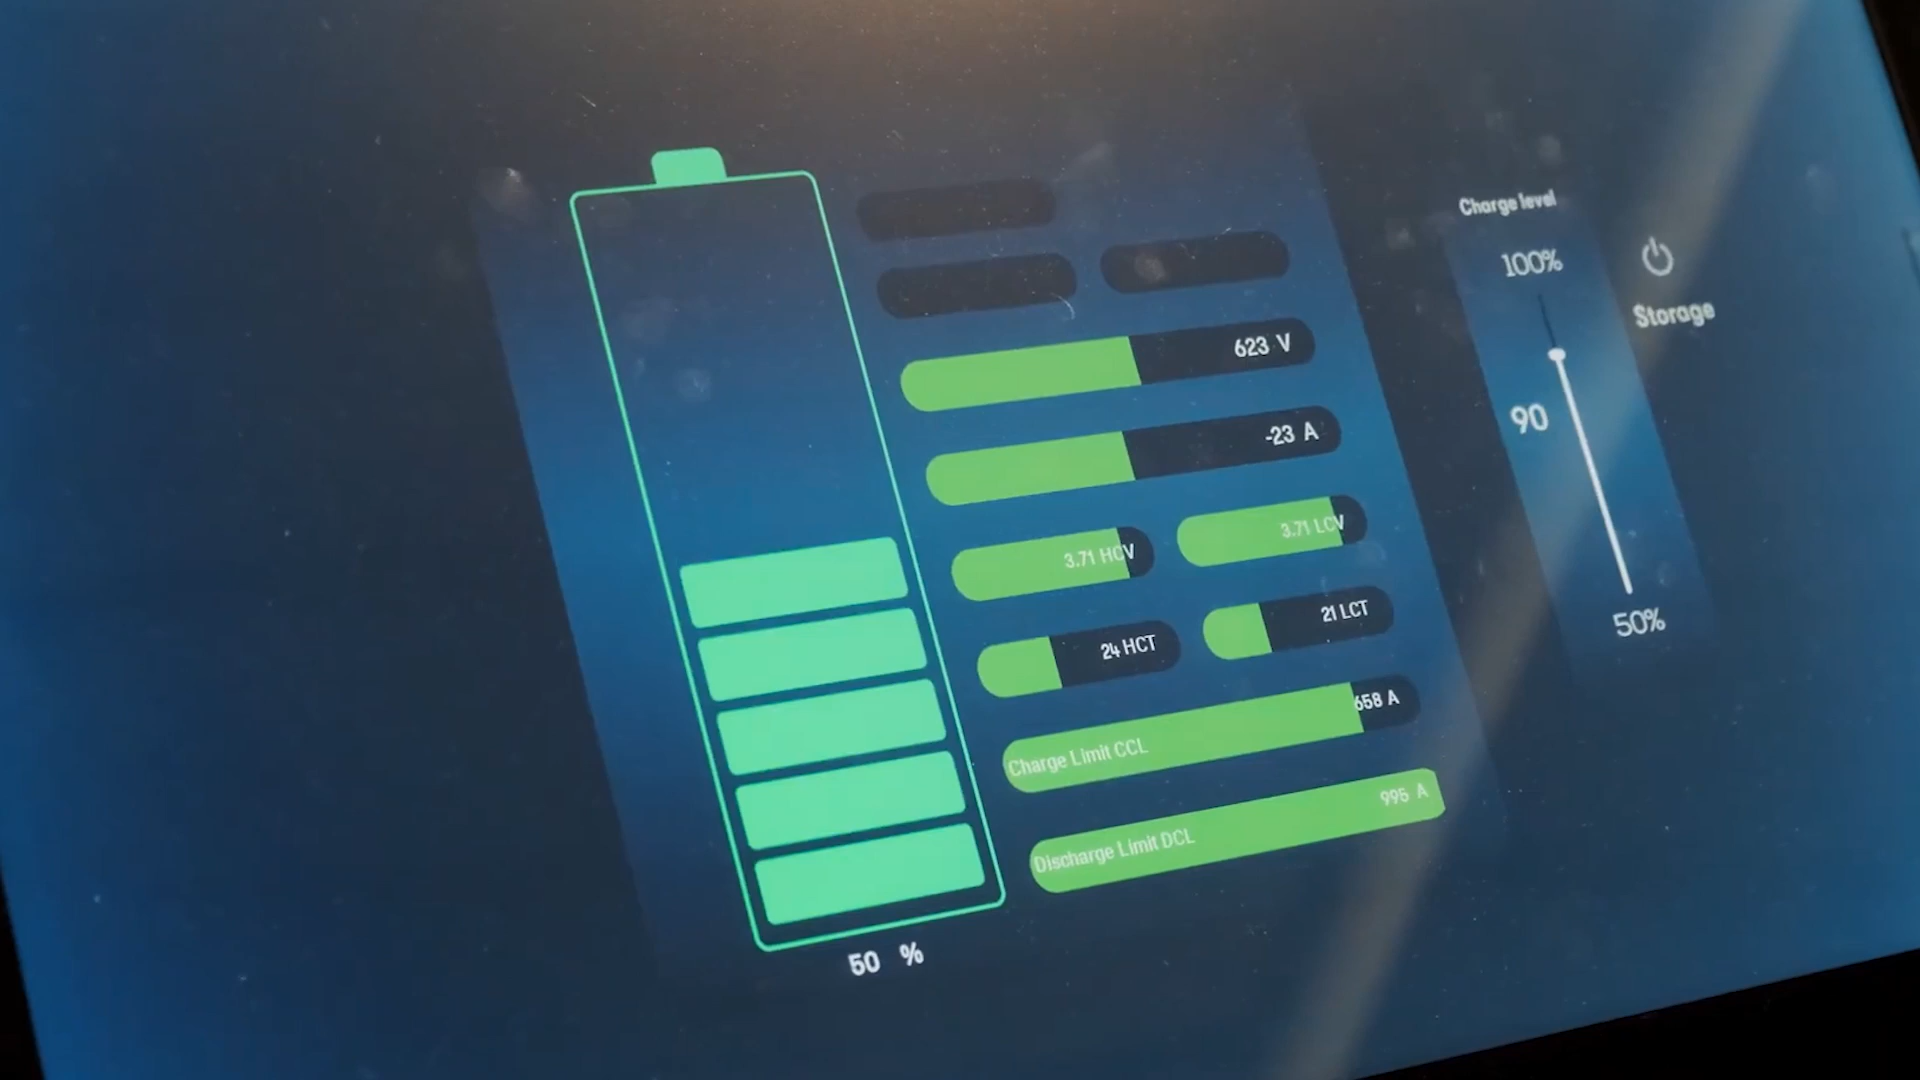 623 V
-23 A
3.71 HCV
3.71 LCV
24 HCT
21 LCT
Charge Limit CCL
658 A
Discharge Limit DCL
995 A
50 %
Charge level
100%
90
50%
Storage